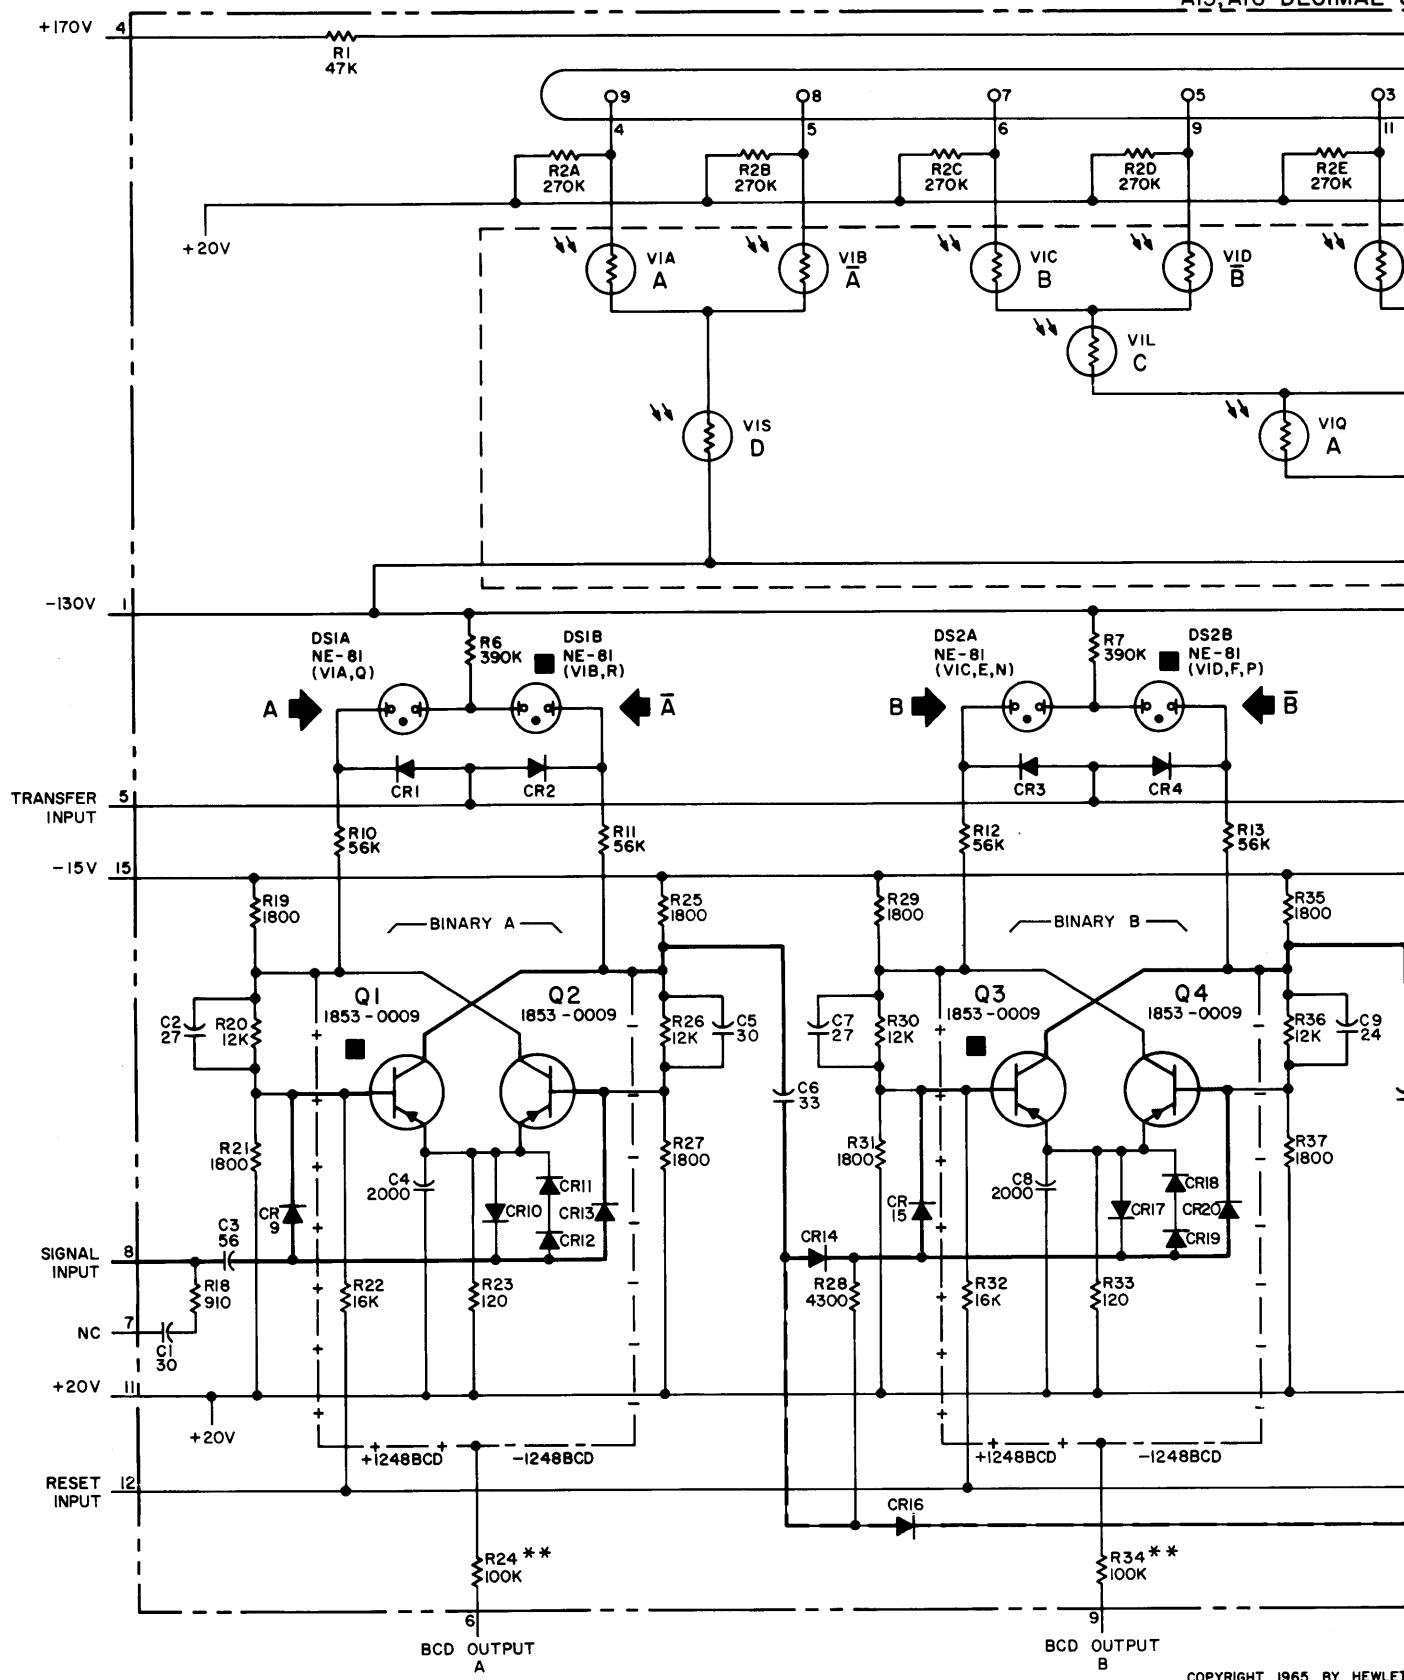 A15, A16 DECIMAL
+170V 4
R1
47K
9 8 7 5 3
4 5 6 9 11
R2A
270K
R2B
270K
R2C
270K
R2D
270K
R2E
270K
+20V
V1A
A
V1B
A̅
V1C
B
V1D
B̅
V1L
C
V1S
D
V1Q
A
-130V 1
DS1A
NE-81
(V1A,Q)
R6
390K
DS1B
NE-81
(V1B,R)
DS2A
NE-81
(V1C,E,N)
R7
390K
DS2B
NE-81
(V1D,F,P)
A A̅ B B̅
CR1 CR2 CR3 CR4
TRANSFER 5
INPUT
R10
56K
R11
56K
R12
56K
R13
56K
-15V 15
R19
1800
BINARY A
R25
1800
R29
1800
BINARY B
R35
1800
Q1
1853-0009
Q2
1853-0009
Q3
1853-0009
Q4
1853-0009
C2
27
R20
12K
R26
12K
C5
30
C7
27
R30
12K
R36
12K
C9
24
C6
33
R21
1800
R27
1800
R31
1800
R37
1800
C4
2000
CR11
CR10
CR13
CR12
CR
9
C8
2000
CR18
CR17
CR20
CR19
CR
15
C3
56
SIGNAL 8
INPUT
R18
910
CR14
R22
16K
R23
120
R28
4300
R32
16K
R33
120
NC 7
C1
30
+20V 11
+20V
+1248BCD -1248BCD
+1248BCD -1248BCD
RESET 12
INPUT
CR16
R24 **
100K
R34 **
100K
6 9
BCD OUTPUT
A
BCD OUTPUT
B
COPYRIGHT 1965 BY HEWLET